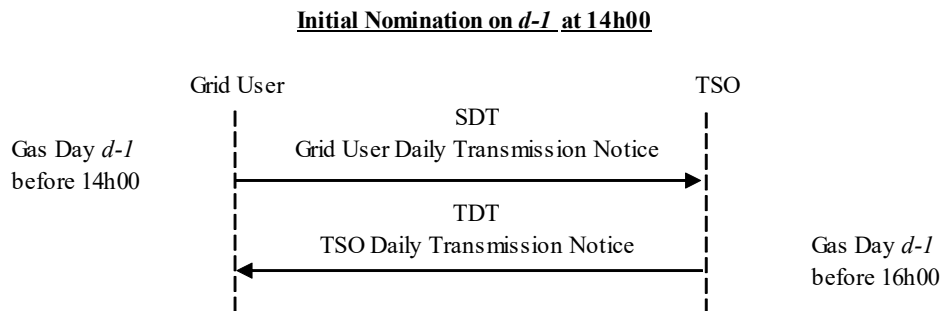 Initial Nomination on d-1 at 14h00
Grid User
TSO
SDT
Grid User Daily Transmission Notice
Gas Day d-1
before 14h00
TDT
TSO Daily Transmission Notice
Gas Day d-1
before 16h00